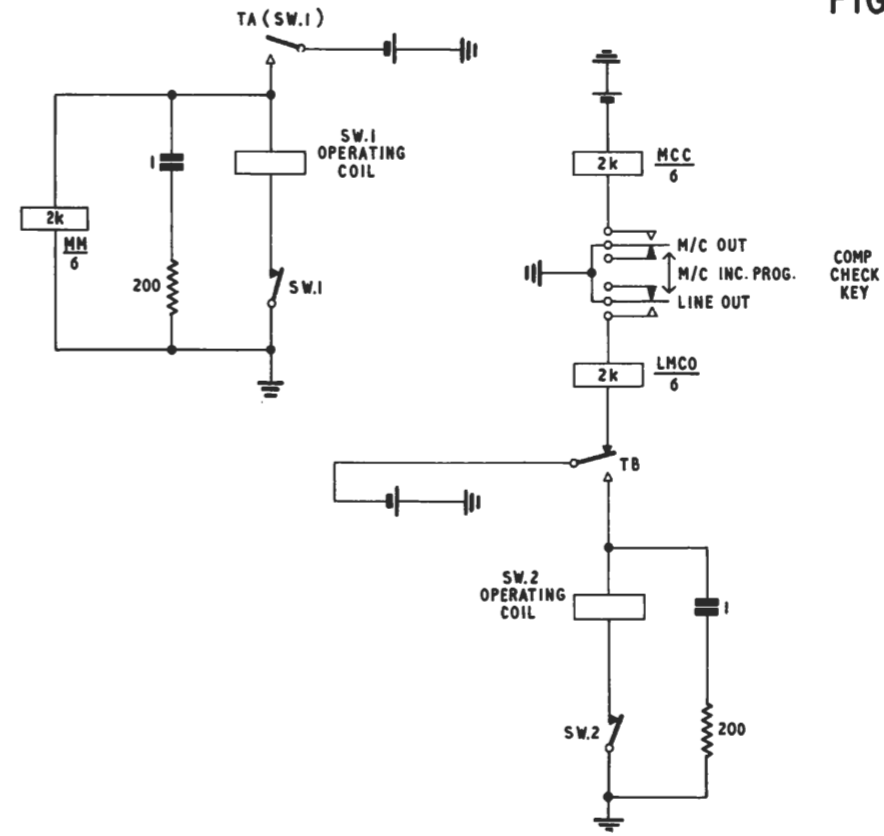 FIG
TA (SW.1)
SW.1
OPERATING
COIL
1
2k
MM
6
200
SW.1
2k
MCC
6
M/C OUT
M/C INC. PROG.
LINE OUT
COMP
CHECK
KEY
2k
LMCO
6
TB
SW.2
OPERATING
COIL
1
SW.2
200